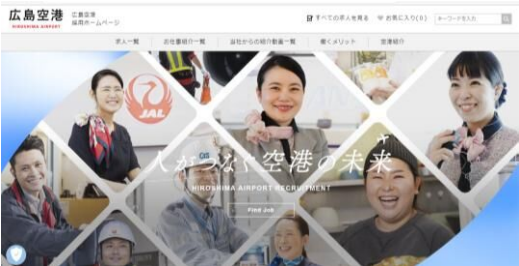 広島空港
HIROSHIMA AIRPORT
広島空港
採用ホームページ
すべての求人を見る
お気に入り(0)
キーワードを入力
求人一覧
お仕事紹介一覧
当社からの紹介動画一覧
働くメリット
空港紹介
JAL
人がつなぐ空港の未来
HIROSHIMA AIRPORT RECRUITMENT
Find Job